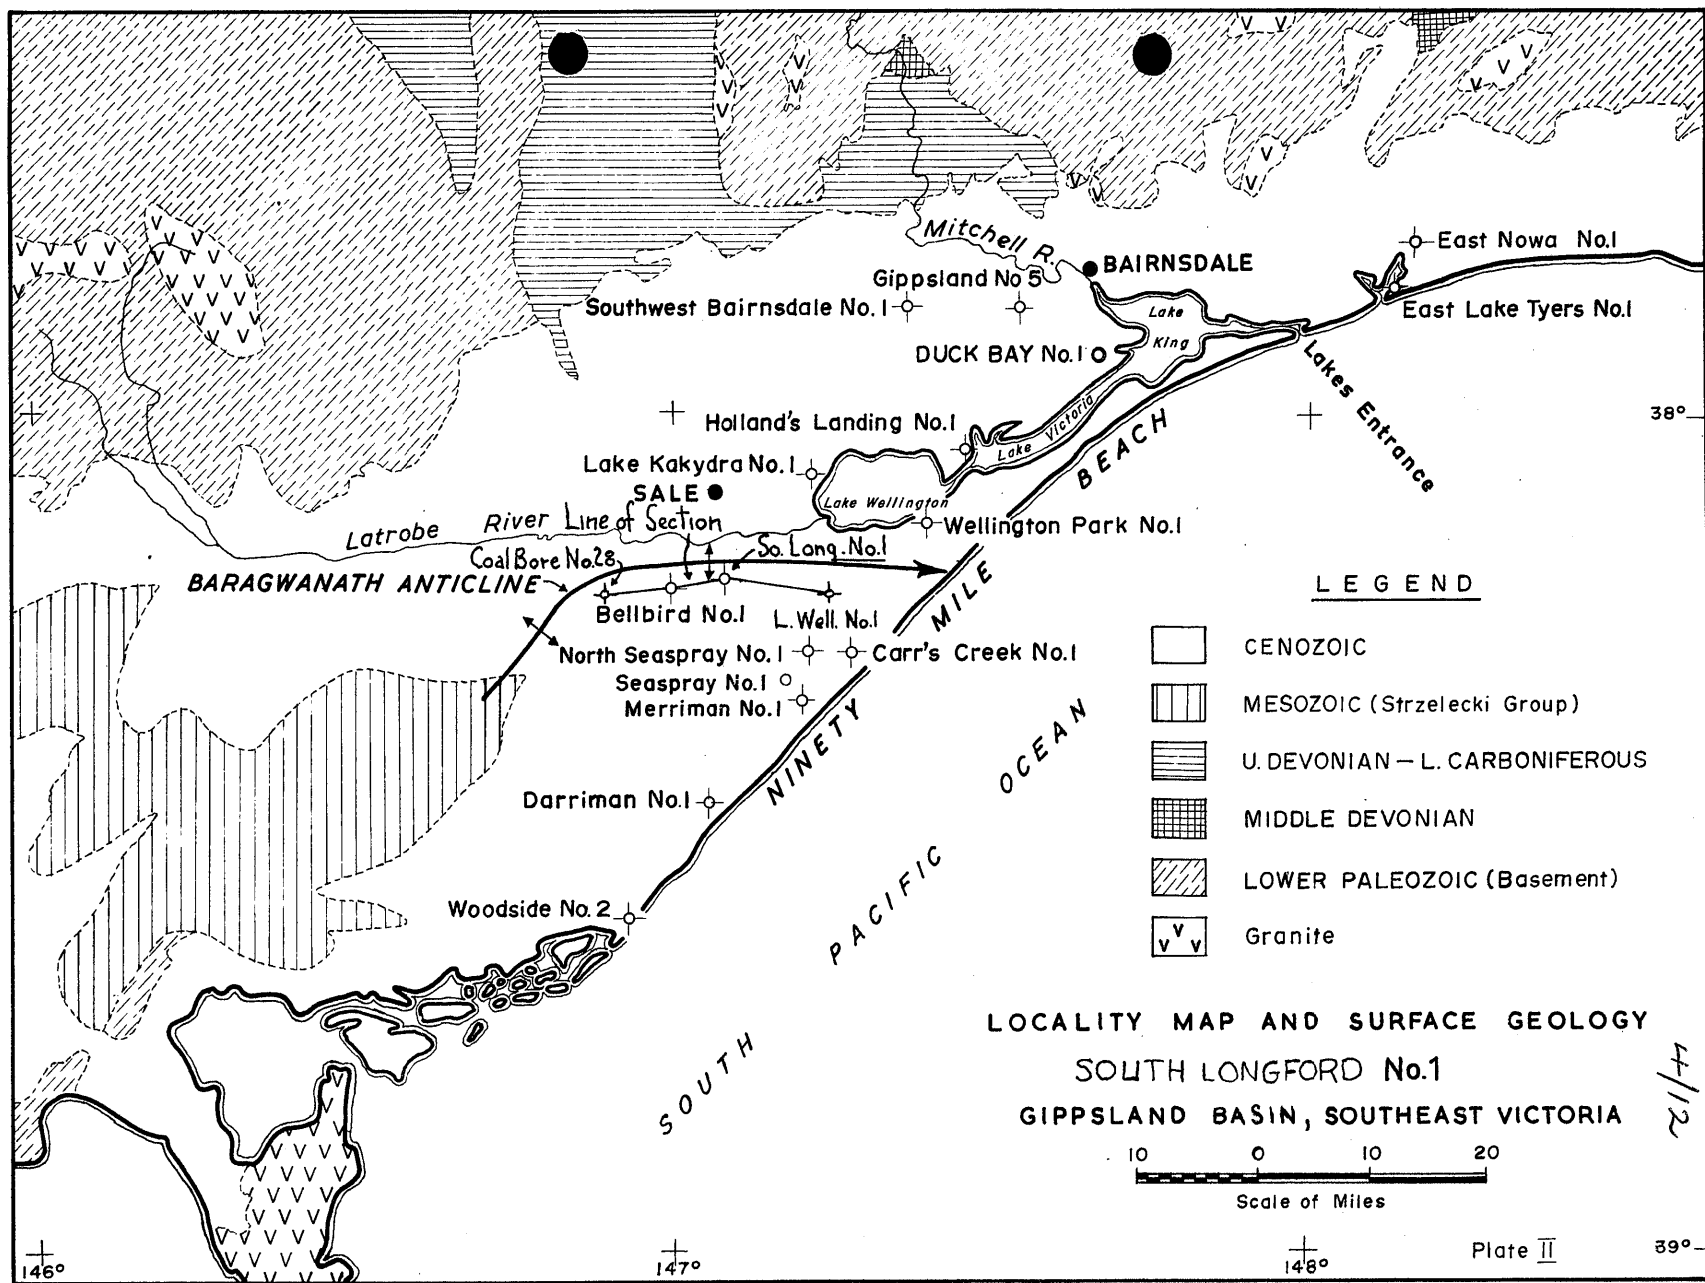 Mitchell R.
East Nowa No.1
BAIRNSDALE
Gippsland No 5
Southwest Bairnsdale No.1
Lake King
East Lake Tyers No.1
DUCK BAY No.1
Lakes Entrance
Holland's Landing No.1
Lake Victoria
38°
BEACH
Lake Kakydra No.1
SALE
Lake Wellington
Latrobe River
Line of Section
Wellington Park No.1
Coal Bore No.28
So. Long. No.1
BARAGWANATH ANTICLINE
MILE
Bellbird No.1
L. Well. No.1
North Seaspray No.1
Carr's Creek No.1
Seaspray No.1
Merriman No.1
NINETY
Darriman No.1
Woodside No. 2
SOUTH PACIFIC OCEAN
LEGEND
CENOZOIC
MESOZOIC (Strzelecki Group)
U. DEVONIAN – L. CARBONIFEROUS
MIDDLE DEVONIAN
LOWER PALEOZOIC (Basement)
Granite
LOCALITY MAP AND SURFACE GEOLOGY
SOUTH LONGFORD No.1
GIPPSLAND BASIN, SOUTHEAST VICTORIA
4/12
10 0 10 20
Scale of Miles
Plate II
39°
146° 147° 148°